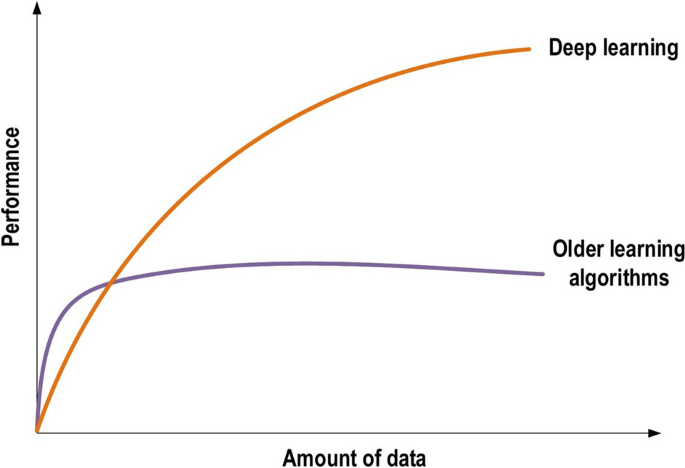 Deep learning
Performance
Older learning
algorithms
Amount of data